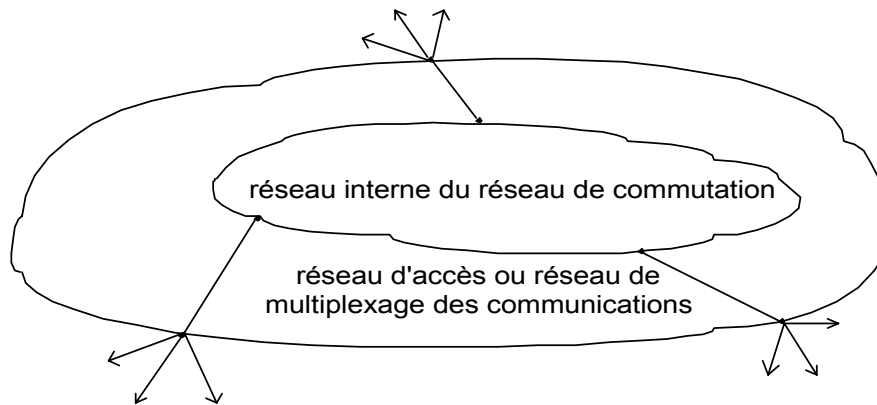 réseau interne du réseau de commutation
réseau d'accès ou réseau de
multiplexage des communications